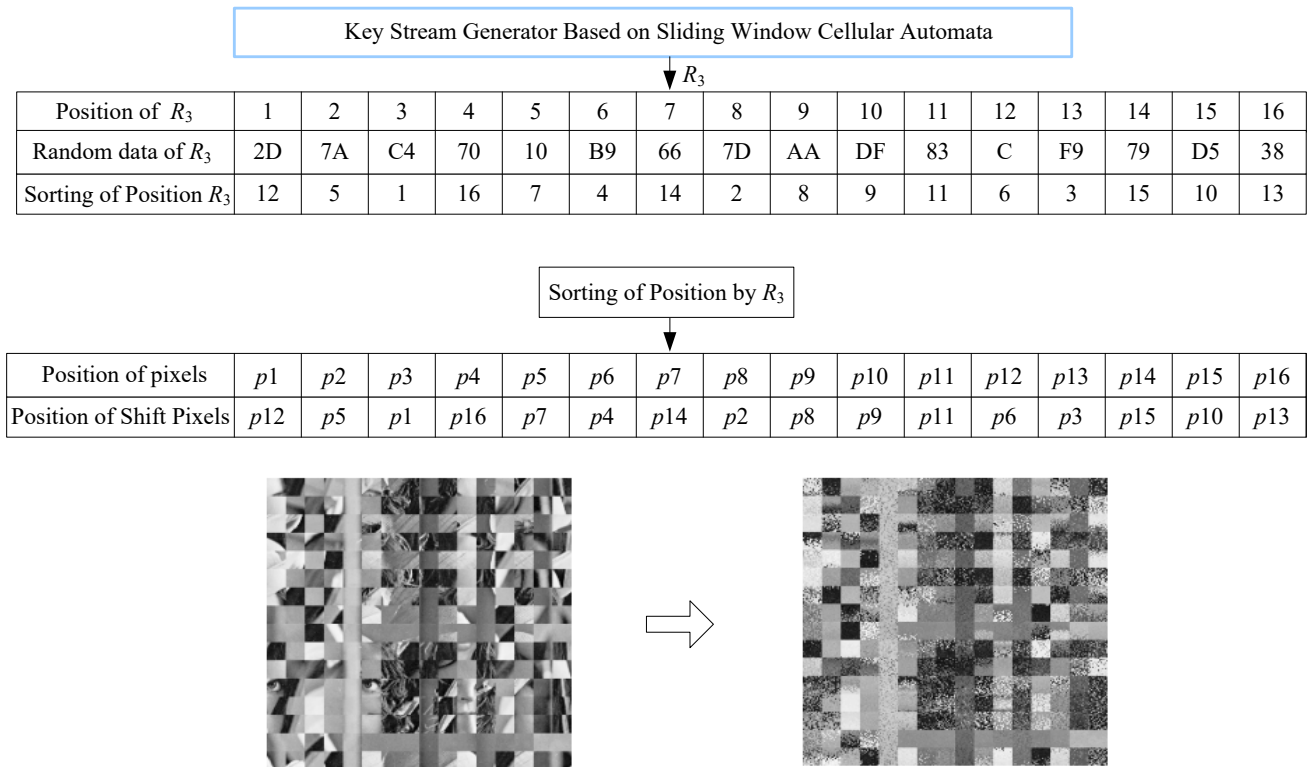 Key Stream Generator Based on Sliding Window Cellular Automata
R3
Position of R3 1 2 3 4 5 6 7 8 9 10 11 12 13 14 15 16
Random data of R3 2D 7A C4 70 10 B9 66 7D AA DF 83 C F9 79 D5 38
Sorting of Position R3 12 5 1 16 7 4 14 2 8 9 11 6 3 15 10 13
Sorting of Position by R3
Position of pixels p1 p2 p3 p4 p5 p6 p7 p8 p9 p10 p11 p12 p13 p14 p15 p16
Position of Shift Pixels p12 p5 p1 p16 p7 p4 p14 p2 p8 p9 p11 p6 p3 p15 p10 p13